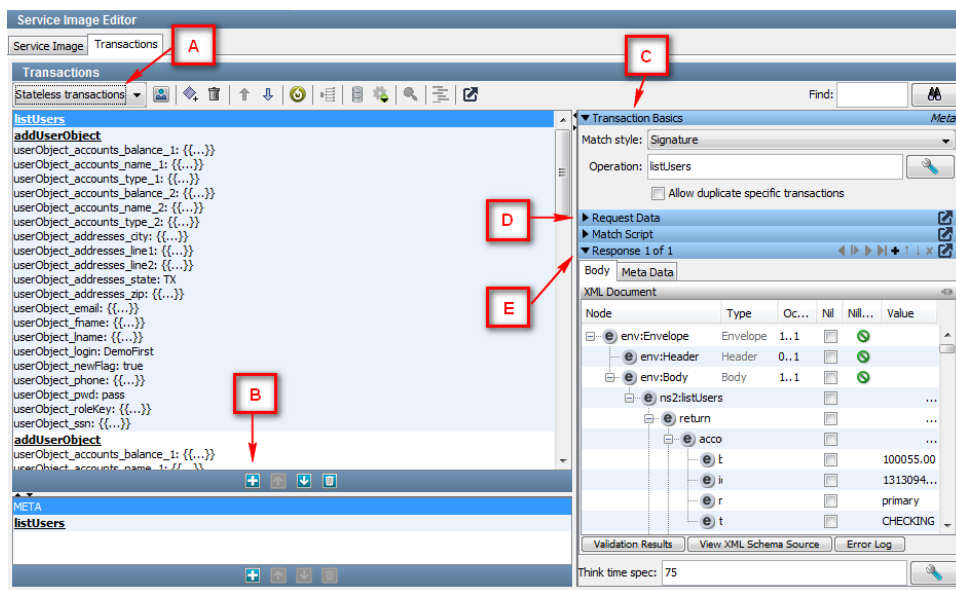 Service Image Editor
Service Image Transactions
A
C
Transactions
Stateless transactions
Find:
listUsers
addUserObject
userObject_accounts_balance_1: {{...}}
userObject_accounts_name_1: {{...}}
userObject_accounts_type_1: {{...}}
userObject_accounts_balance_2: {{...}}
userObject_accounts_name_2: {{...}}
userObject_accounts_type_2: {{...}}
userObject_addresses_city: {{...}}
userObject_addresses_line1: {{...}}
userObject_addresses_line2: {{...}}
userObject_addresses_state: TX
userObject_addresses_zip: {{...}}
userObject_email: {{...}}
userObject_fname: {{...}}
userObject_lname: {{...}}
userObject_login: DemoFirst
userObject_newFlag: true
userObject_phone: {{...}}
userObject_pwd: pass
userObject_roleKey: {{...}}
userObject_ssn: {{...}}
addUserObject
userObject_accounts_balance_1: {{...}}
userObject_accounts_name_1: {{...}}
B
META
listUsers
D
E
Transaction Basics Meta
Match style: Signature
Operation: listUsers
Allow duplicate specific transactions
Request Data
Match Script
Response 1 of 1
Body Meta Data
XML Document
Node Type Oc... Nil Nill... Value
e env:Envelope Envelope 1..1
e env:Header Header 0..1
e env:Body Body 1..1
e ns2:listUsers ...
e return ...
e acco ...
e 100055.00
e 1313094...
e primary
e t CHECKING
Validation Results View XML Schema Source Error Log
Think time spec: 75